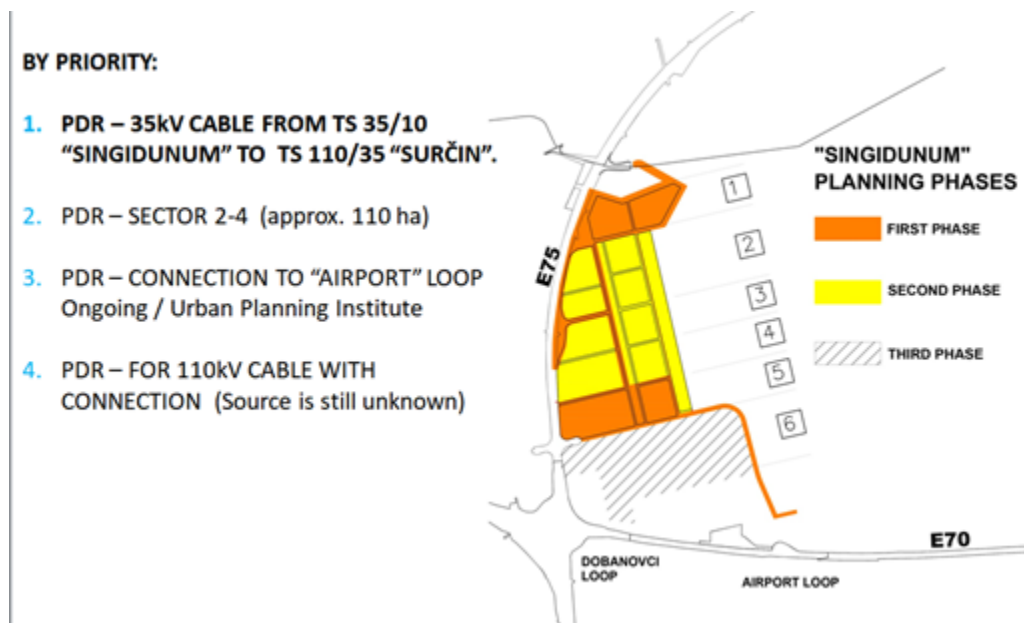 BY PRIORITY:
1. PDR – 35kV CABLE FROM TS 35/10
“SINGIDUNUM” TO TS 110/35 “SURČIN”.
2. PDR – SECTOR 2-4 (approx. 110 ha)
3. PDR – CONNECTION TO “AIRPORT” LOOP
Ongoing / Urban Planning Institute
4. PDR – FOR 110kV CABLE WITH
CONNECTION (Source is still unknown)
E75
1
2
3
4
5
6
"SINGIDUNUM"
PLANNING PHASES
FIRST PHASE
SECOND PHASE
THIRD PHASE
E70
DOBANOVCI
LOOP
AIRPORT LOOP